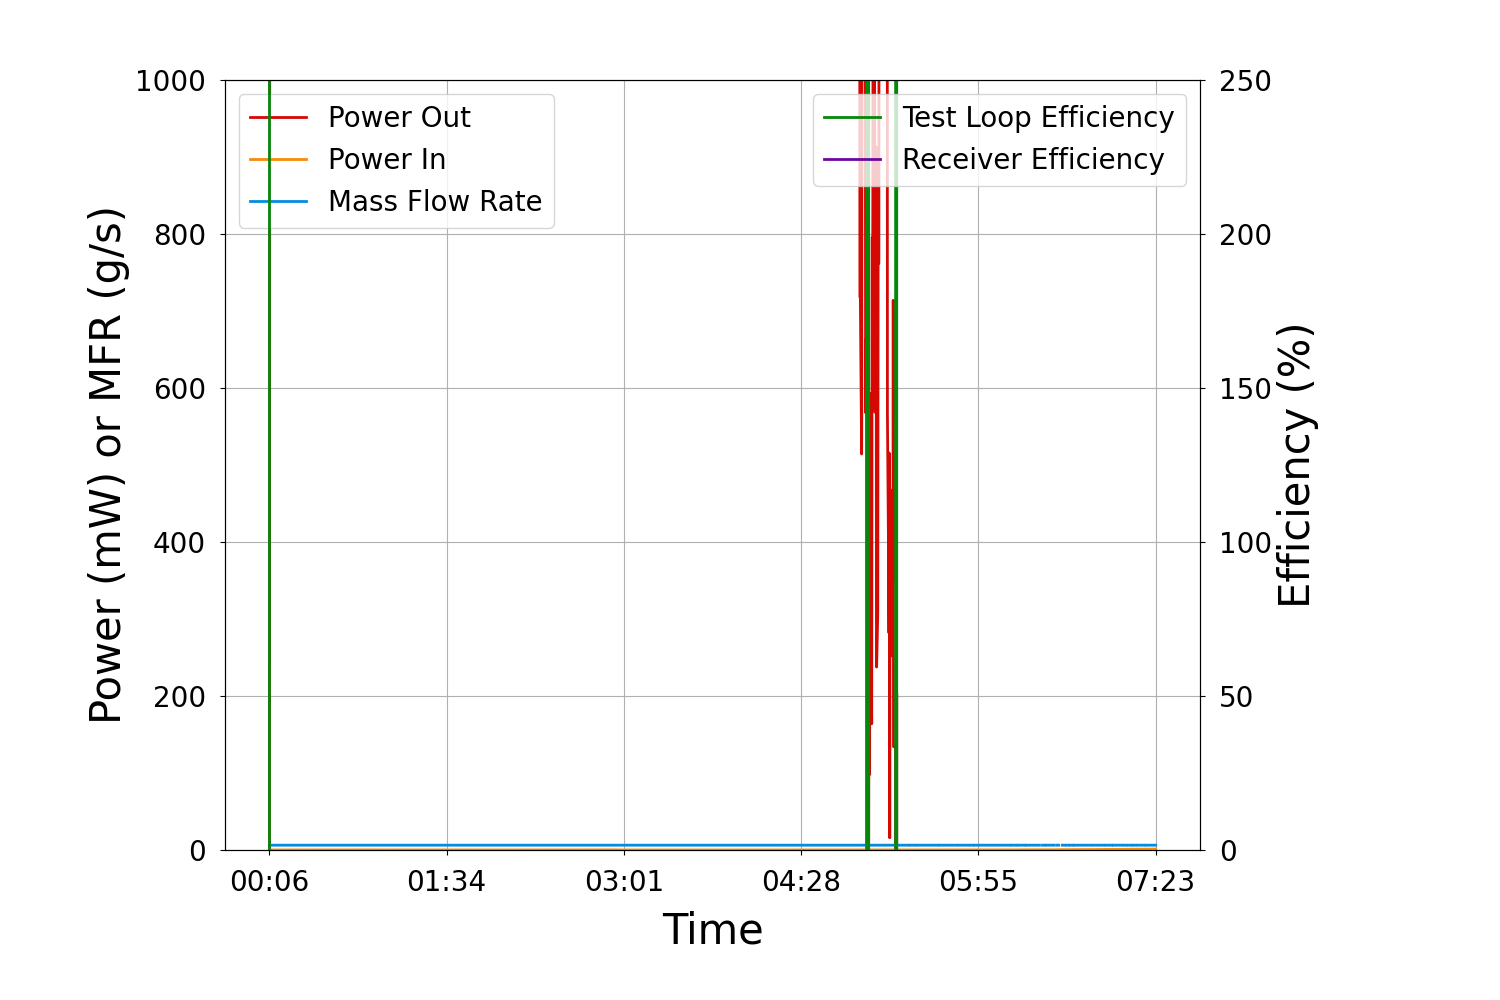 1000
800
600
400
200
0
Power (mW) or MFR (g/s)
Power Out
Power In
Mass Flow Rate
Test Loop Efficiency
Receiver Efficiency
250
200
150
100
50
0
Efficiency (%)
00:06 01:34 03:01 04:28 05:55 07:23
Time